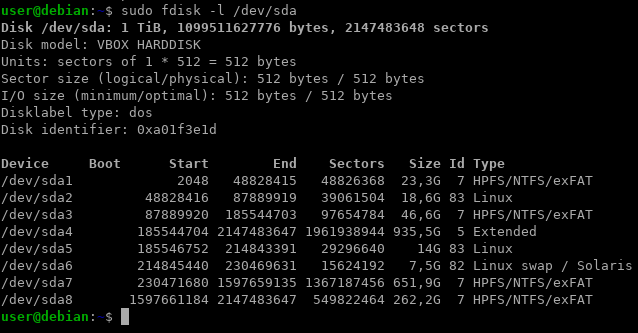 user@debian:~$ sudo fdisk -l /dev/sda
Disk /dev/sda: 1 TiB, 1099511627776 bytes, 2147483648 sectors
Disk model: VBOX HARDDISK
Units: sectors of 1 * 512 = 512 bytes
Sector size (logical/physical): 512 bytes / 512 bytes
I/O size (minimum/optimal): 512 bytes / 512 bytes
Disklabel type: dos
Disk identifier: 0xa01f3e1d

Device     Boot      Start        End    Sectors   Size Id Type
/dev/sda1             2048   48828415   48826368  23,3G  7 HPFS/NTFS/exFAT
/dev/sda2         48828416   87889919   39061504  18,6G 83 Linux
/dev/sda3         87889920  185544703   97654784  46,6G  7 HPFS/NTFS/exFAT
/dev/sda4        185544704 2147483647 1961938944 935,5G  5 Extended
/dev/sda5        185546752  214843391   29296640    14G 83 Linux
/dev/sda6        214845440  230469631   15624192   7,5G 82 Linux swap / Solaris
/dev/sda7        230471680 1597659135 1367187456 651,9G  7 HPFS/NTFS/exFAT
/dev/sda8       1597661184 2147483647  549822464 262,2G  7 HPFS/NTFS/exFAT
user@debian:~$